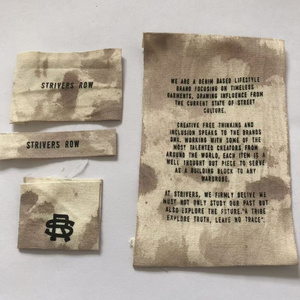 STRIVERS ROW
STRIVERS ROW
WE ARE A DENIM BASED LIFESTYLE
BRAND FOCUSING ON TIMELESS
GARMENTS, DRAWING INFLUENCE FROM
THE CURRENT STATE OF STREET
CULTURE.
CREATIVE FREE THINKING AND
INCLUSION SPEAKS TO THE BRANDS
DNA. WORKING WITH SOME OF THE
MOST TALENTED CREATORS FROM
AROUND THE WORLD, EACH ITEM IS A
WELL THOUGHT OUT PIECE TO SERVE
AS A BUILDING BLOCK TO ANY
WARDROBE.
AT STRIVERS, WE FIRMLY BELIVE WE
MUST NOT ONLY STUDY OUR PAST BUT
ALSO EXPLORE THE FUTURE."A TRIBE
EXPLORE TRUTH, LEAVE NO TRACE".